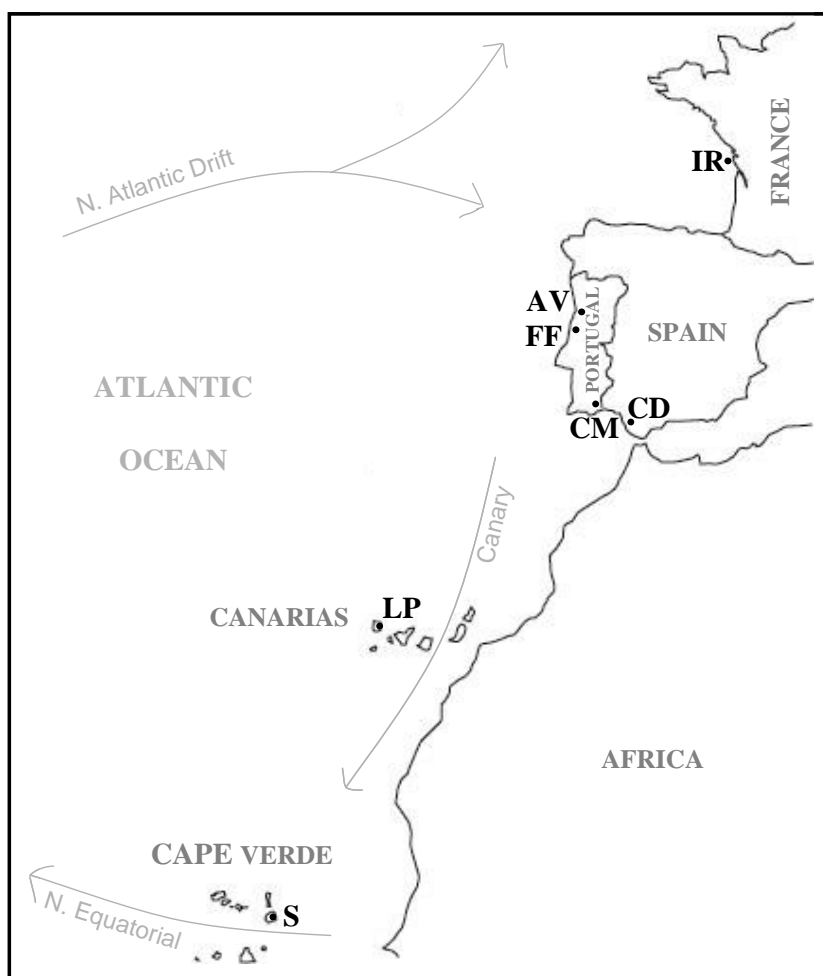 N. Atlantic Drift
IR
FRANCE
AV
FF
PORTUGAL
SPAIN
ATLANTIC
OCEAN
CM
CD
Canary
CANARIAS
LP
AFRICA
CAPE VERDE
S
N. Equatorial